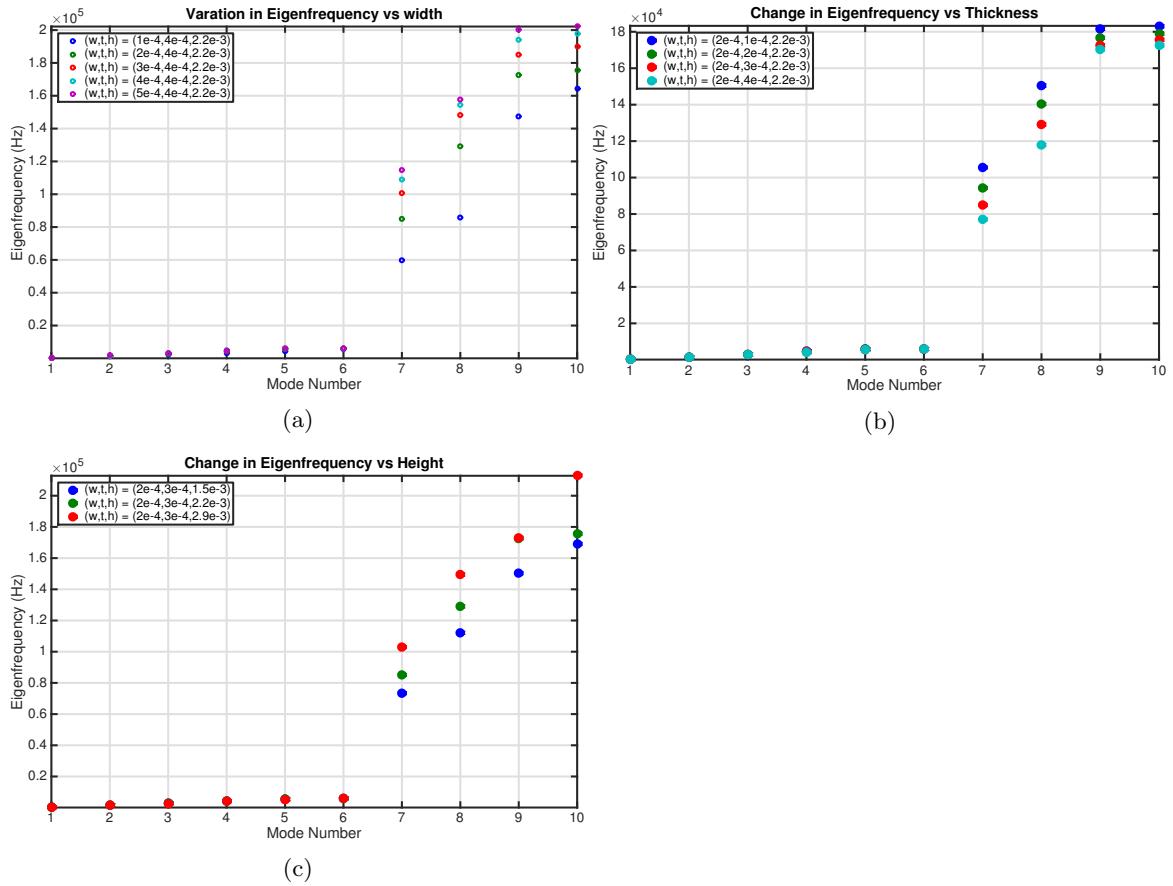 Varation in Eigenfrequency vs width
×10^5
2
1.8
1.6
1.4
1.2
1
0.8
0.6
0.4
0.2
Eigenfrequency (Hz)
(w,t,h) = (1e-4,4e-4,2.2e-3)
(w,t,h) = (2e-4,4e-4,2.2e-3)
(w,t,h) = (3e-4,4e-4,2.2e-3)
(w,t,h) = (4e-4,4e-4,2.2e-3)
(w,t,h) = (5e-4,4e-4,2.2e-3)
1 2 3 4 5 6 7 8 9 10
Mode Number
(a)
Change in Eigenfrequency vs Thickness
×10^4
18
16
14
12
10
8
6
4
2
Eigenfrequency (Hz)
(w,t,h) = (2e-4,1e-4,2.2e-3)
(w,t,h) = (2e-4,2e-4,2.2e-3)
(w,t,h) = (2e-4,3e-4,2.2e-3)
(w,t,h) = (2e-4,4e-4,2.2e-3)
1 2 3 4 5 6 7 8 9 10
Mode Number
(b)
Change in Eigenfrequency vs Height
×10^5
2
1.8
1.6
1.4
1.2
1
0.8
0.6
0.4
0.2
Eigenfrequency (Hz)
(w,t,h) = (2e-4,3e-4,1.5e-3)
(w,t,h) = (2e-4,3e-4,2.2e-3)
(w,t,h) = (2e-4,3e-4,2.9e-3)
1 2 3 4 5 6 7 8 9 10
Mode Number
(c)